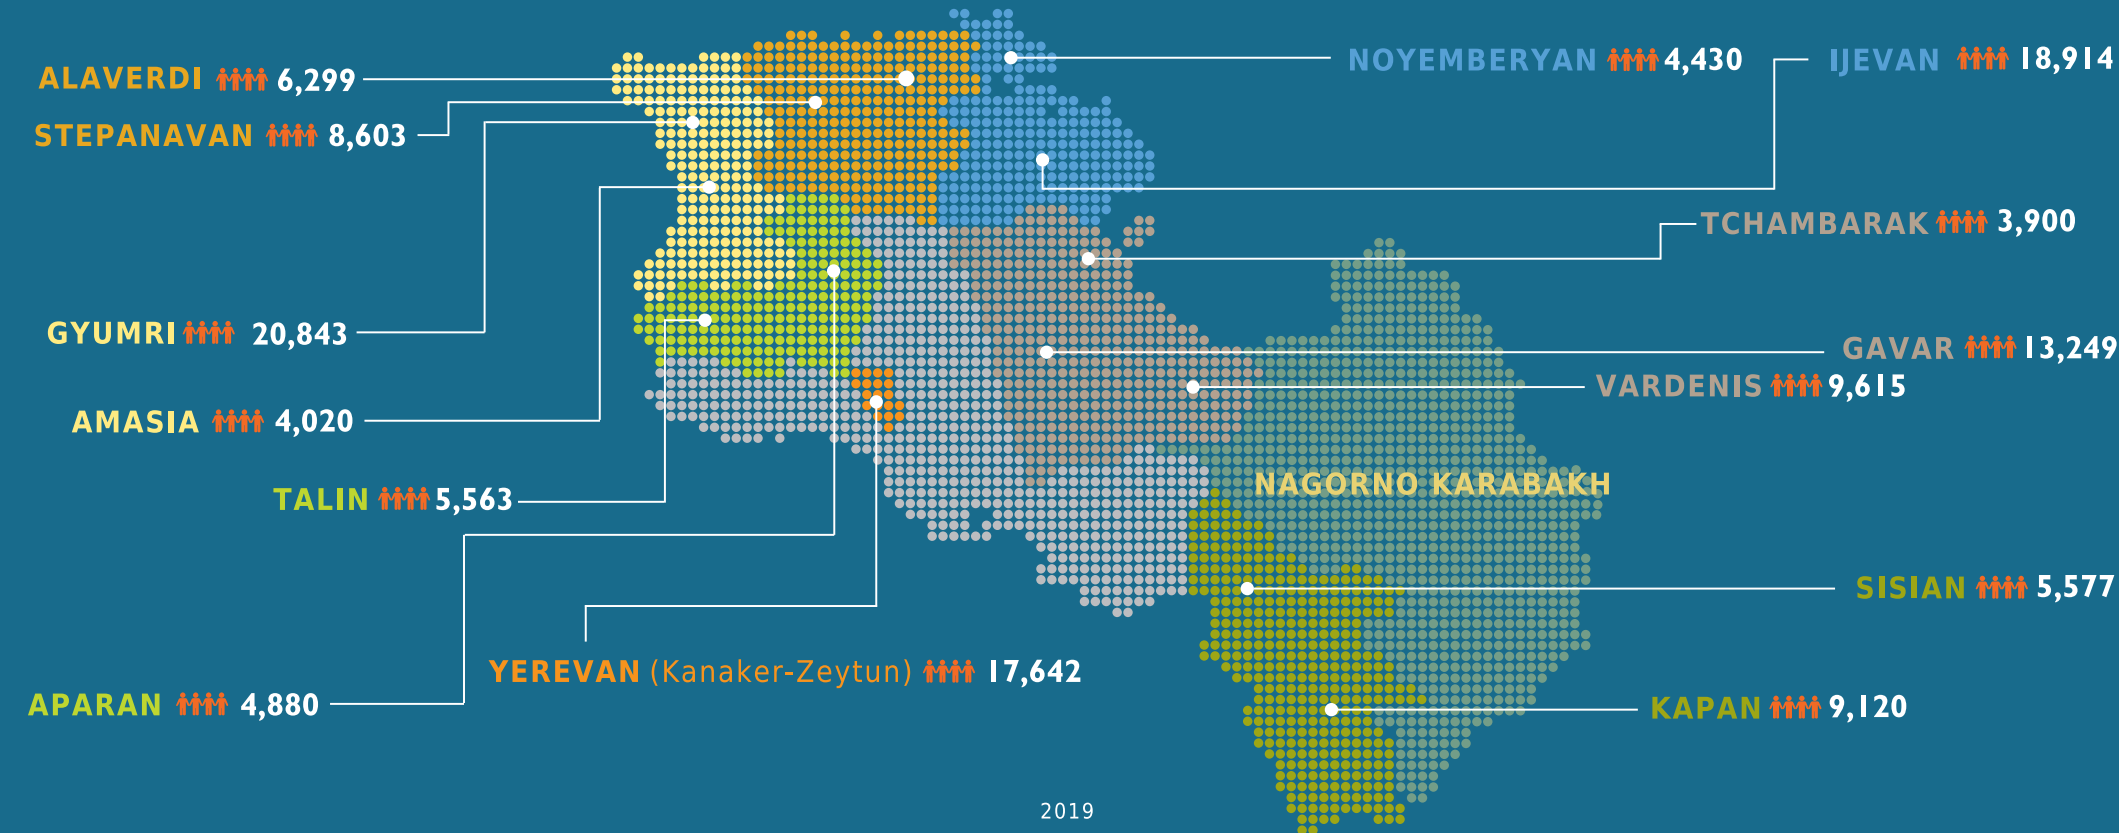 ALAVERDI 6,299
STEPANAVAN 8,603
GYUMRI 20,843
AMASIA 4,020
TALIN 5,563
APARAN 4,880
YEREVAN (Kanaker-Zeytun) 17,642
NOYEMBERYAN 4,430
IJEVAN 18,914
TCHAMBARAK 3,900
GAVAR 13,249
VARDENIS 9,615
NAGORNO KARABAKH
SISIAN 5,577
KAPAN 9,120
2019